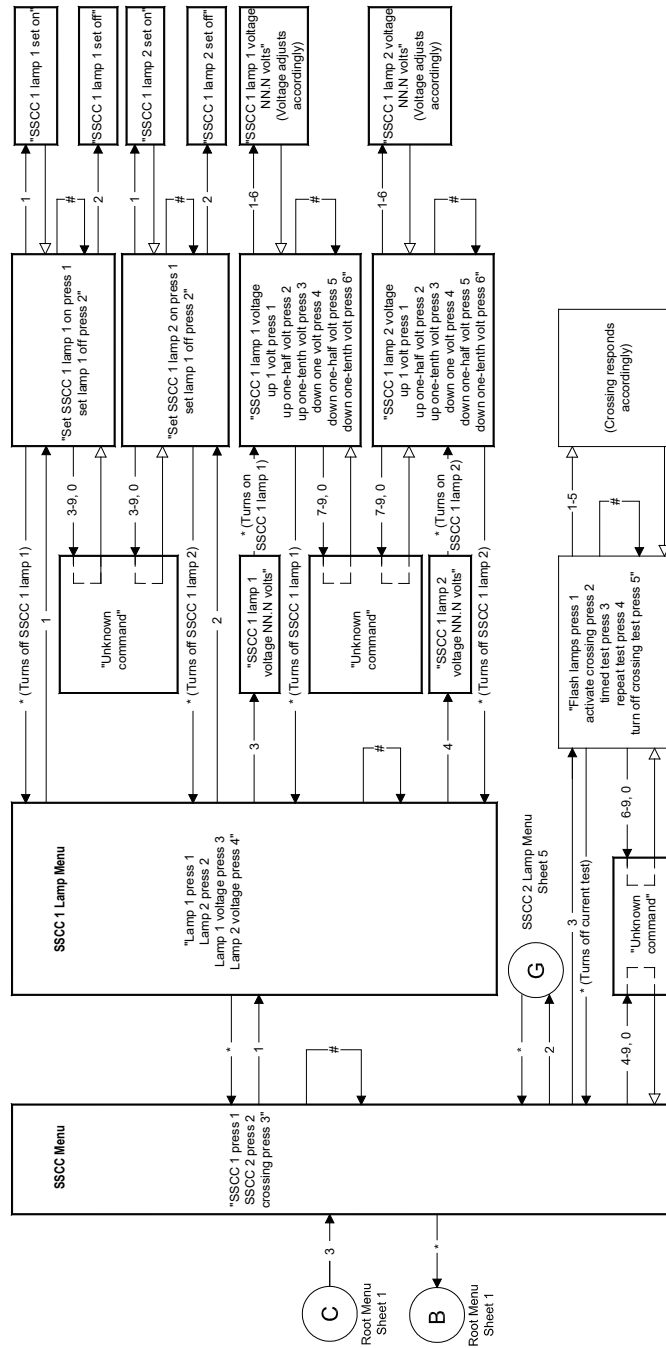 C
Root Menu
Sheet 1
3
B
Root Menu
Sheet 1
*
SSCC Menu
"SSCC 1 press 1
SSCC 2 press 2
crossing press 3"
*
1
#
*
2
G
SSCC 2 Lamp Menu
Sheet 5
3
* (Turns off current test)
4-9, 0
"Unknown
command"
6-9, 0
SSCC 1 Lamp Menu
"Lamp 1 press 1
Lamp 2 press 2
Lamp 1 voltage press 3
Lamp 2 voltage press 4"
#
* (Turns off SSCC 1 lamp 1)
1
3-9, 0
"Unknown
command"
3-9, 0
* (Turns off SSCC 1 lamp 2)
2
3
"SSCC 1 lamp 1
voltage NN.N volts"
* (Turns on
SSCC 1 lamp 1)
* (Turns off SSCC 1 lamp 1)
7-9, 0
"Unknown
command"
7-9, 0
4
"SSCC 1 lamp 2
voltage NN.N volts"
* (Turns on
SSCC 1 lamp 2)
* (Turns off SSCC 1 lamp 2)
"Set SSCC 1 lamp 1 on press 1
set lamp 1 off press 2"
1
#
2
"SSCC 1 lamp 1 set on"
"SSCC 1 lamp 1 set off"
"Set SSCC 1 lamp 2 on press 1
set lamp 1 off press 2"
1
#
2
"SSCC 1 lamp 2 set on"
"SSCC 1 lamp 2 set off"
"SSCC 1 lamp 1 voltage
up 1 volt press 1
up one-half volt press 2
up one-tenth volt press 3
down one volt press 4
down one-half volt press 5
down one-tenth volt press 6"
1-6
#
"SSCC 1 lamp 1 voltage
NN.N volts"
(Voltage adjusts
accordingly)
"SSCC 1 lamp 2 voltage
up 1 volt press 1
up one-half volt press 2
up one-tenth volt press 3
down one volt press 4
down one-half volt press 5
down one-tenth volt press 6"
1-6
#
"SSCC 1 lamp 2 voltage
NN.N volts"
(Voltage adjusts
accordingly)
"Flash lamps press 1
activate crossing press 2
timed test press 3
repeat test press 4
turn off crossing test press 5"
1-5
#
(Crossing responds
accordingly)